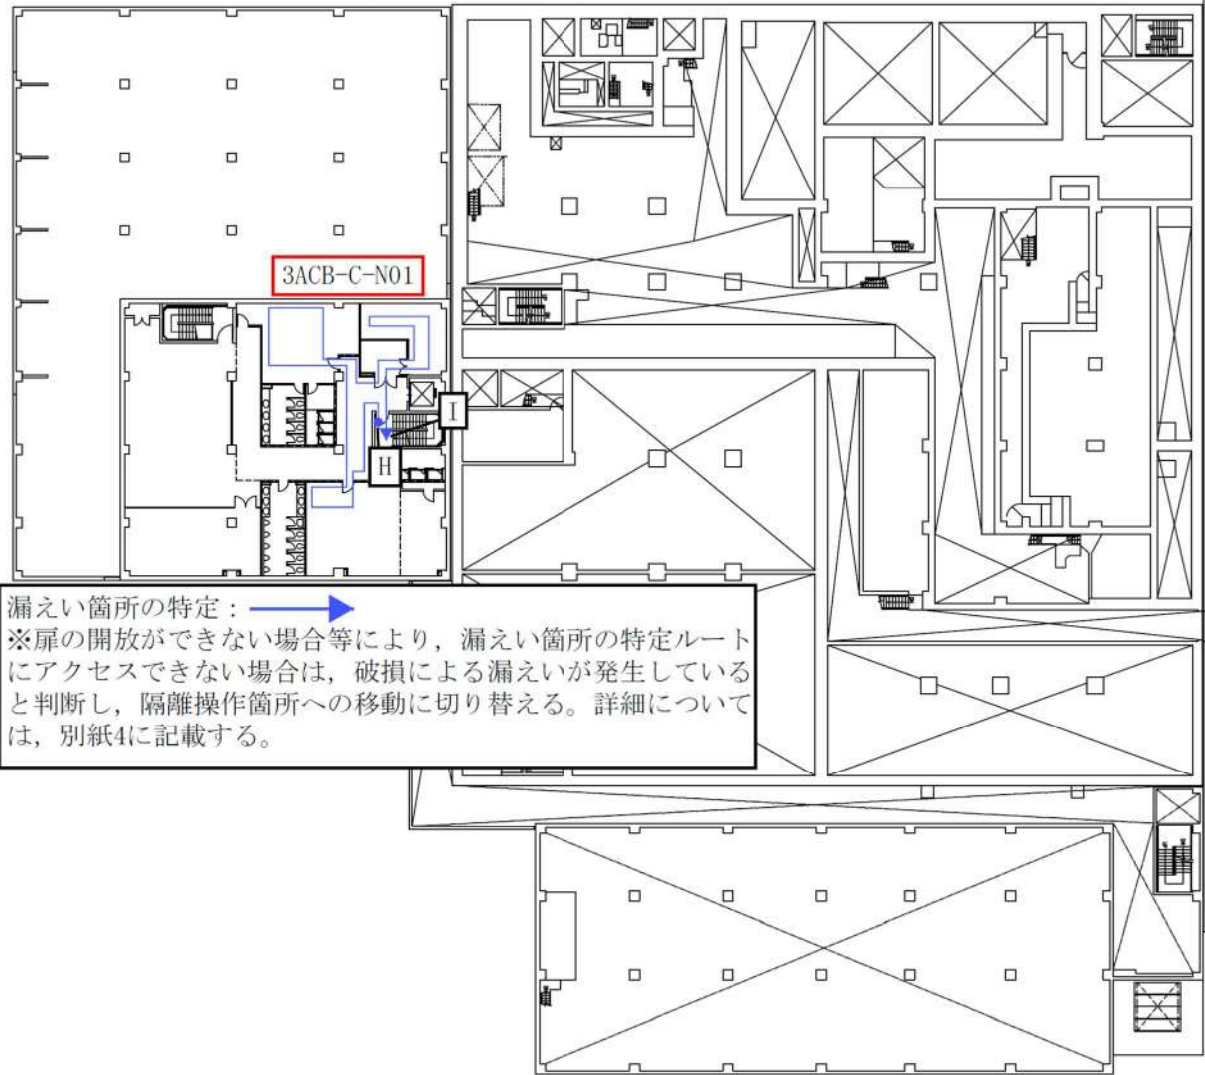 3ACB-C-N01
I
H
漏えい箇所の特定：
※扉の開放ができない場合等により，漏えい箇所の特定ルート
にアクセスできない場合は，破損による漏えいが発生している
と判断し，隔離操作箇所への移動に切り替える。詳細について
は，別紙4に記載する。